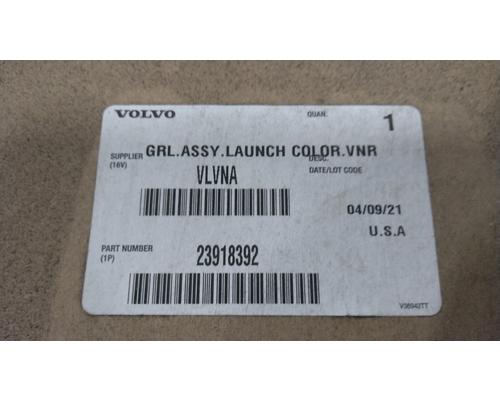 VOLVO QUAN. 1
GRL.ASSY.LAUNCH COLOR.VNR
SUPPLIER DESC.
(16V) VLVNA DATE/LOT CODE
04/09/21
U.S.A
PART NUMBER
(1P) 23918392
V36942TT